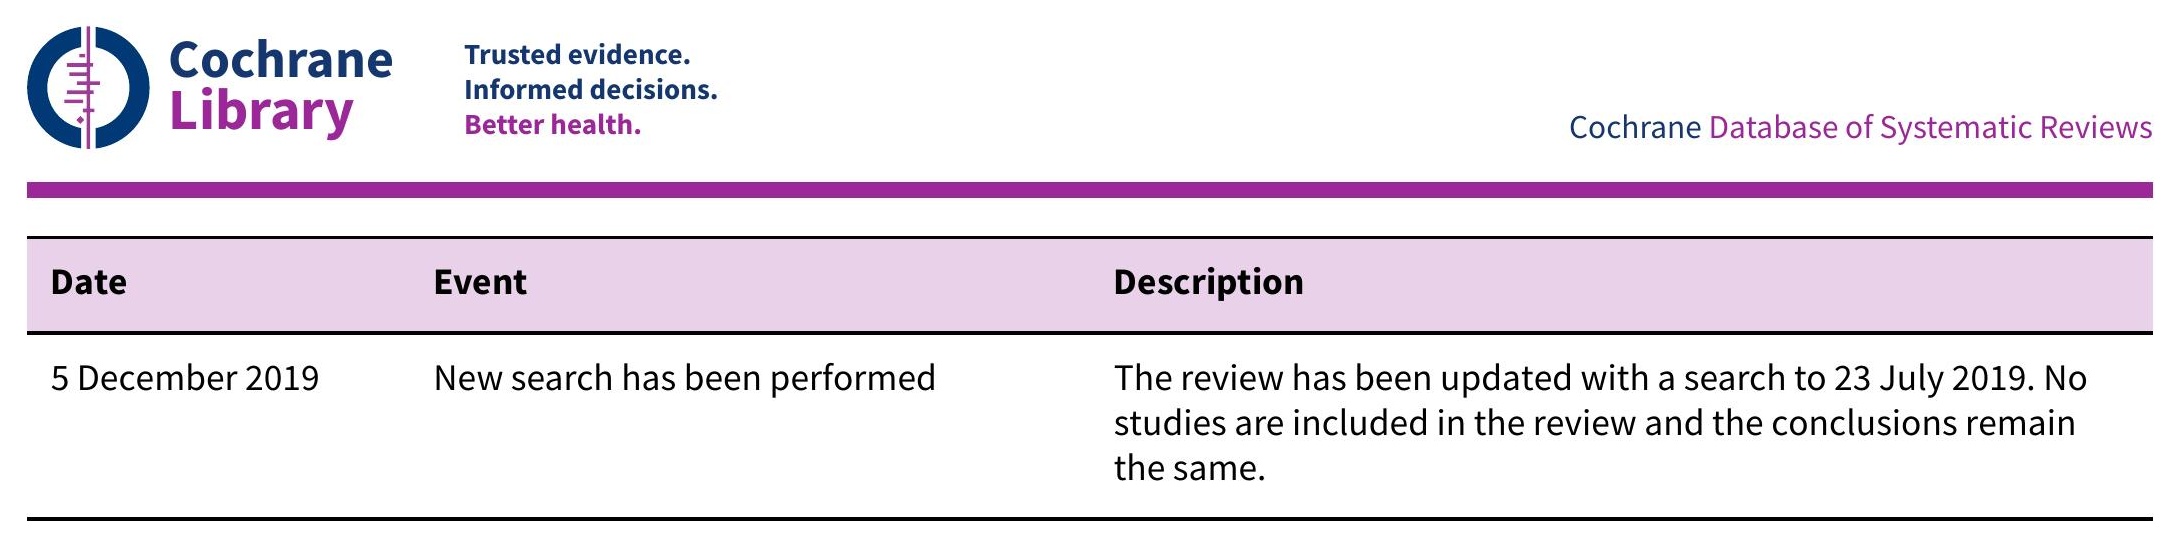 Cochrane
Library
Trusted evidence.
Informed decisions.
Better health.
Cochrane Database of Systematic Reviews
Date Event Description
5 December 2019 New search has been performed The review has been updated with a search to 23 July 2019. No
studies are included in the review and the conclusions remain
the same.